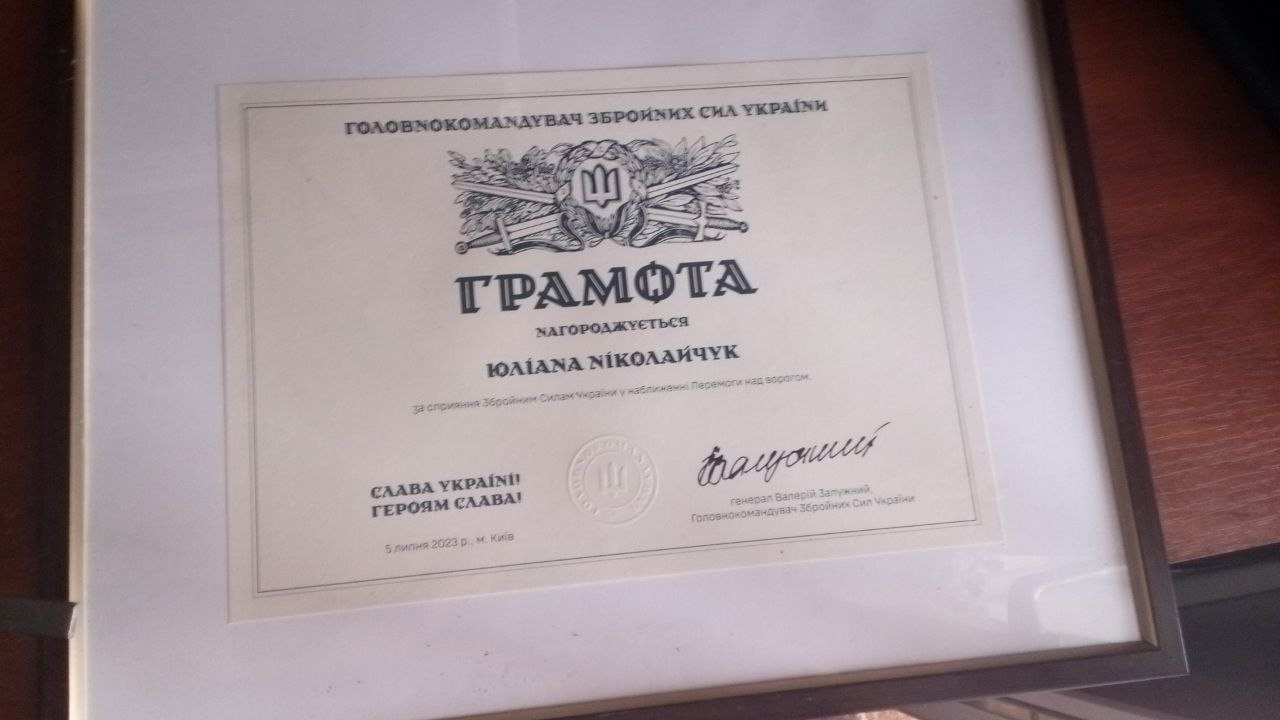 ГОЛОВНОКОМАНДУВАЧ ЗБРОЙНИХ СИЛ УКРАЇНИ
ГРАМОТА
НАГОРОДЖУЄТЬСЯ
ЮЛІАНА НІКОЛАЙЧУК
за сприяння Збройним Силам України у наближенні Перемоги над ворогом.
СЛАВА УКРАЇНІ!
ГЕРОЯМ СЛАВА!
5 липня 2023 р., м. Київ
Залужний
генерал Валерій Залужний,
Головнокомандувач Збройних Сил України